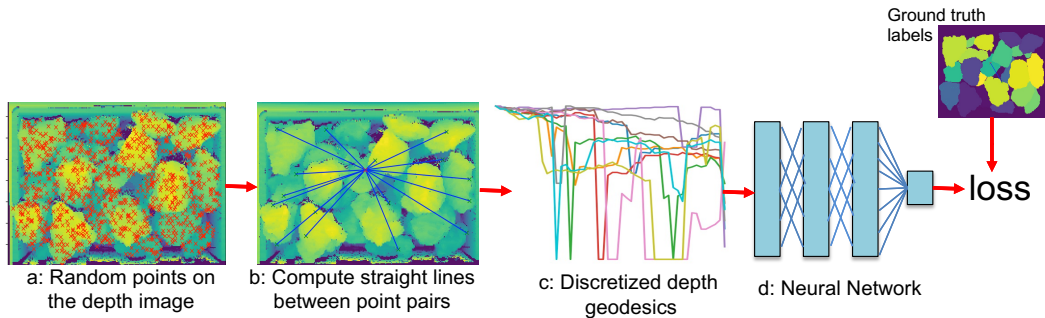 Ground truth
labels
loss
a: Random points on
the depth image
b: Compute straight lines
between point pairs
c: Discretized depth
geodesics
d: Neural Network